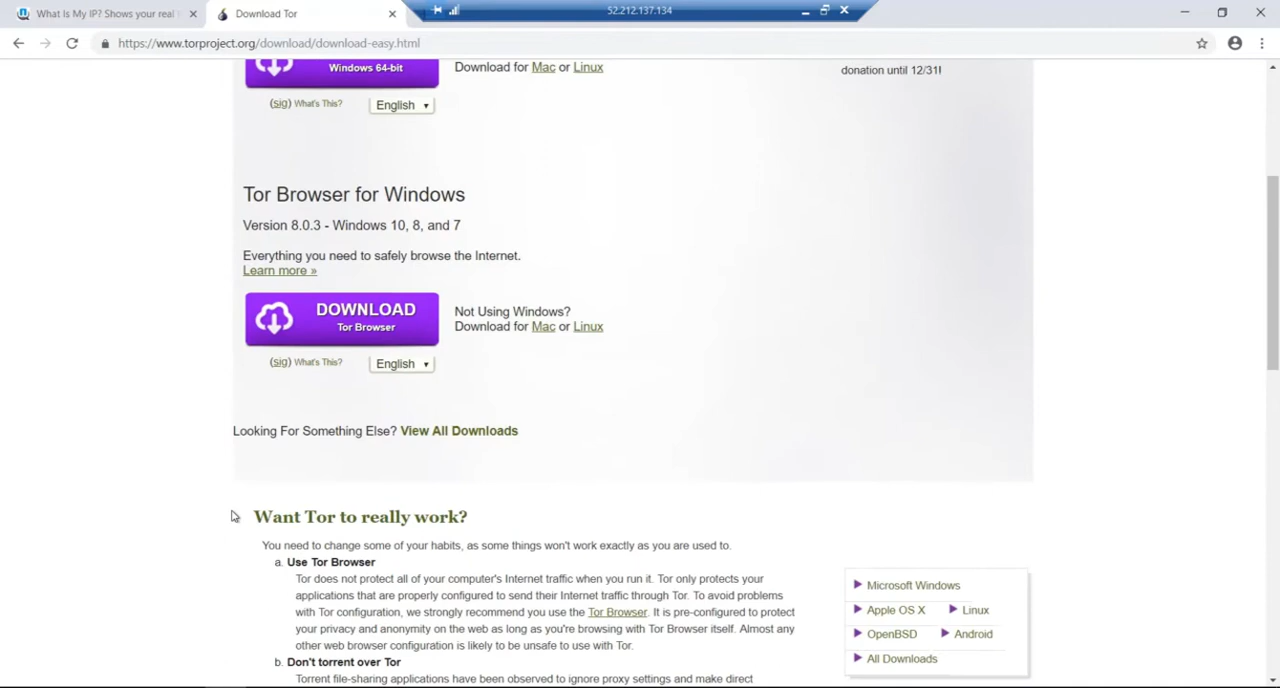 What Is My IP? Shows your real
Download Tor
52.212.137.134
https://www.torproject.org/download/download-easy.html
Windows 64-bit
Download for Mac or Linux
donation until 12/31!
(sig) What's This?
English
Tor Browser for Windows
Version 8.0.3 - Windows 10, 8, and 7
Everything you need to safely browse the Internet.
Learn more »
DOWNLOAD
Tor Browser
Not Using Windows?
Download for Mac or Linux
(sig) What's This?
English
Looking For Something Else? View All Downloads
Want Tor to really work?
You need to change some of your habits, as some things won't work exactly as you are used to.
a. Use Tor Browser
Tor does not protect all of your computer's Internet traffic when you run it. Tor only protects your
applications that are properly configured to send their Internet traffic through Tor. To avoid problems
with Tor configuration, we strongly recommend you use the Tor Browser. It is pre-configured to protect
your privacy and anonymity on the web as long as you're browsing with Tor Browser itself. Almost any
other web browser configuration is likely to be unsafe to use with Tor.
b. Don't torrent over Tor
Torrent file-sharing applications have been observed to ignore proxy settings and make direct
Microsoft Windows
Apple OS X
Linux
OpenBSD
Android
All Downloads